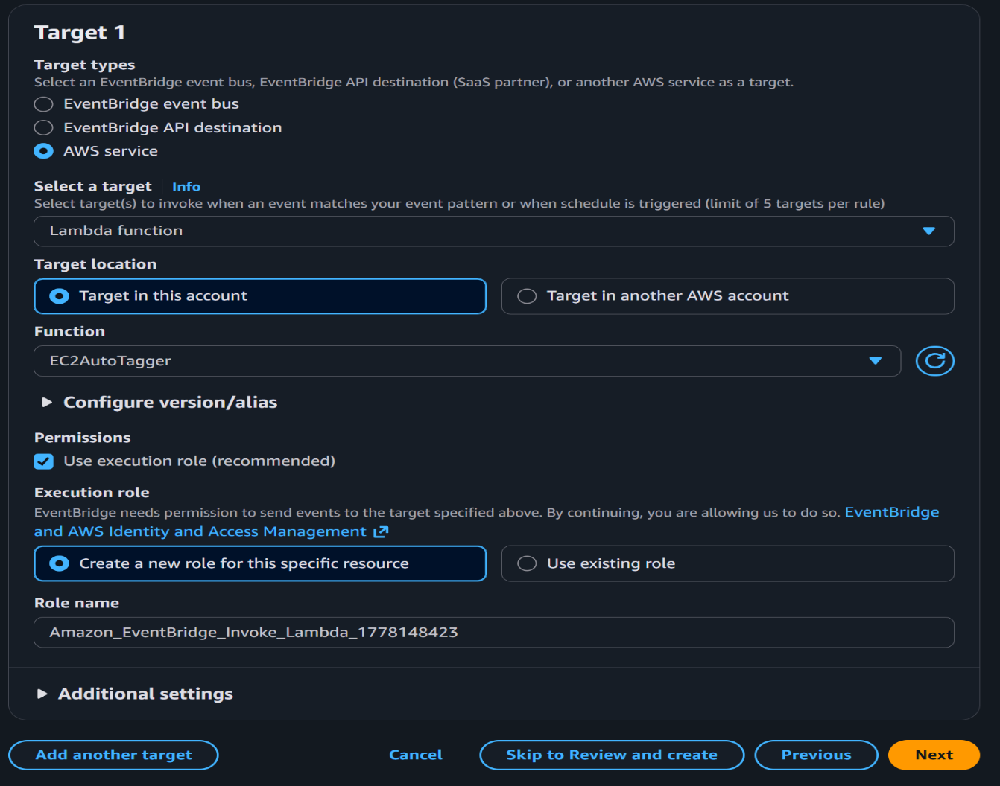 Target 1
Target types
Select an EventBridge event bus, EventBridge API destination (SaaS partner), or another AWS service as a target.
EventBridge event bus
EventBridge API destination
AWS service
Select a target Info
Select target(s) to invoke when an event matches your event pattern or when schedule is triggered (limit of 5 targets per rule)
Lambda function
Target location
Target in this account Target in another AWS account
Function
EC2AutoTagger
Configure version/alias
Permissions
Use execution role (recommended)
Execution role
EventBridge needs permission to send events to the target specified above. By continuing, you are allowing us to do so. EventBridge
and AWS Identity and Access Management
Create a new role for this specific resource Use existing role
Role name
Amazon_EventBridge_Invoke_Lambda_1778148423
Additional settings
Add another target Cancel Skip to Review and create Previous Next